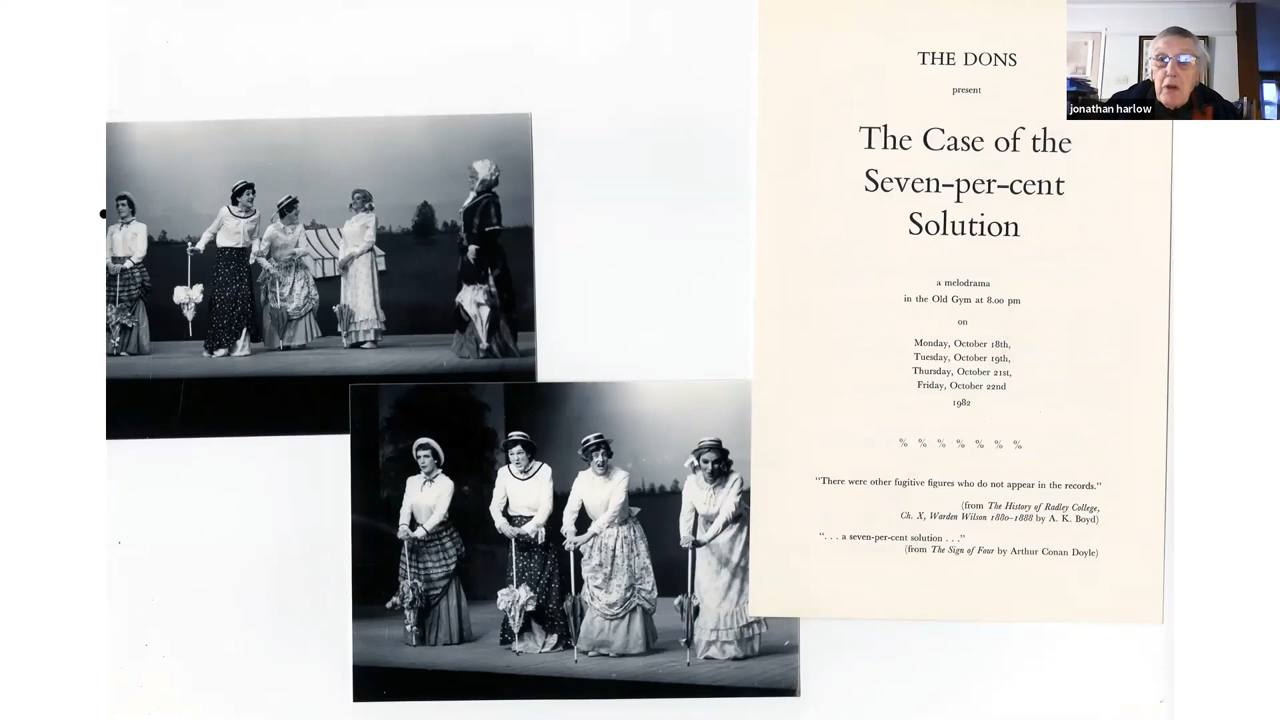 THE DONS
present
The Case of the
Seven-per-cent
Solution
a melodrama
in the Old Gym at 8.00 pm
on
Monday, October 18th,
Tuesday, October 19th,
Thursday, October 21st,
Friday, October 22nd
1982
% % % % % % %
“There were other fugitive figures who do not appear in the records.”
(from The History of Radley College,
Ch. X, Warden Wilson 1880–1888 by A. K. Boyd)
“. . . a seven-per-cent solution . . .”
(from The Sign of Four by Arthur Conan Doyle)
jonathan harlow